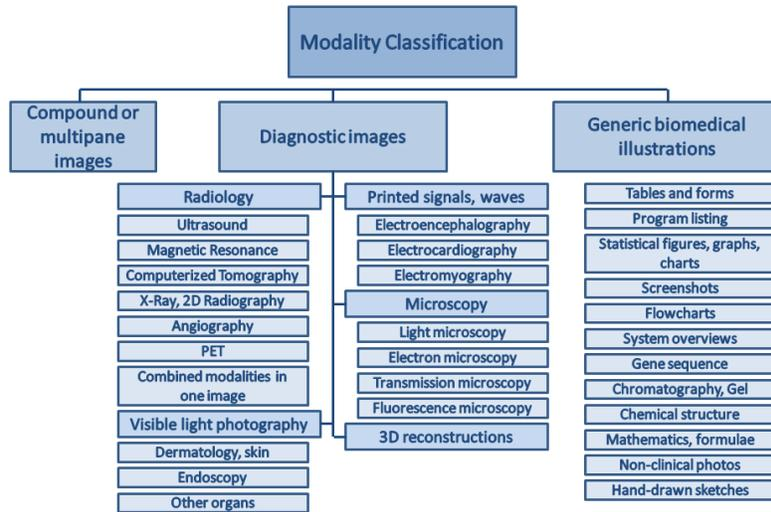 Modality Classification
Compound or
multipane
images
Diagnostic images
Generic biomedical
illustrations
Radiology
Ultrasound
Magnetic Resonance
Computerized Tomography
X-Ray, 2D Radiography
Angiography
PET
Combined modalities in
one image
Visible light photography
Dermatology, skin
Endoscopy
Other organs
Printed signals, waves
Electroencephalography
Electrocardiography
Electromyography
Microscopy
Light microscopy
Electron microscopy
Transmission microscopy
Fluorescence microscopy
3D reconstructions
Tables and forms
Program listing
Statistical figures, graphs,
charts
Screenshots
Flowcharts
System overviews
Gene sequence
Chromatography, Gel
Chemical structure
Mathematics, formulae
Non-clinical photos
Hand-drawn sketches